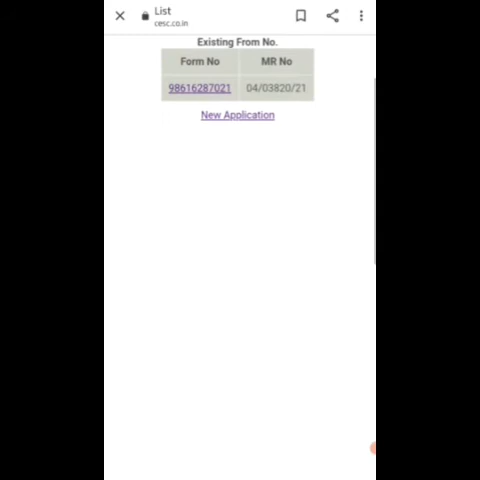 List
cesc.co.in
Existing From No.
Form No MR No
98616287021 04/03820/21
New Application